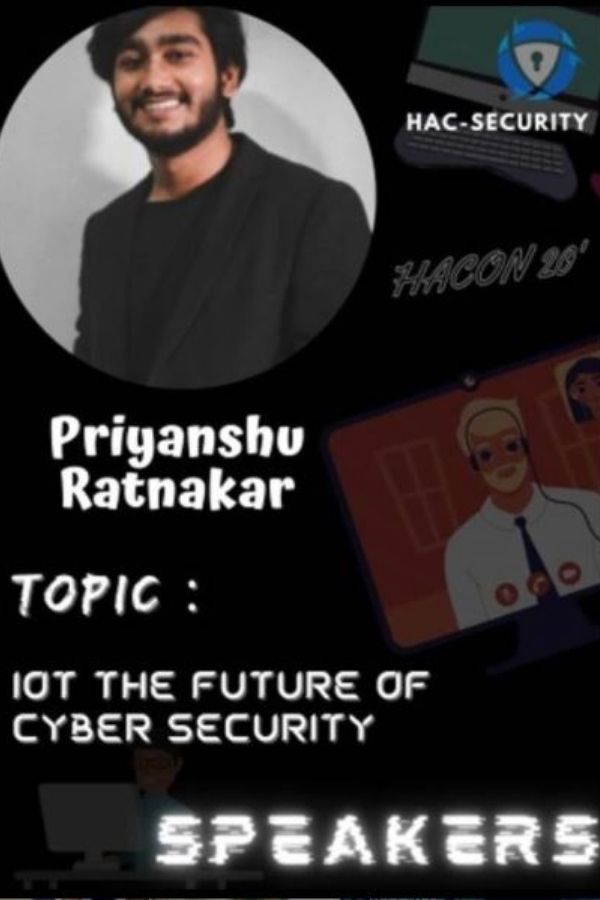 HAC-SECURITY
HACON 20'
Priyanshu
Ratnakar
TOPIC :
IOT THE FUTURE OF
CYBER SECURITY
SPEAKERS